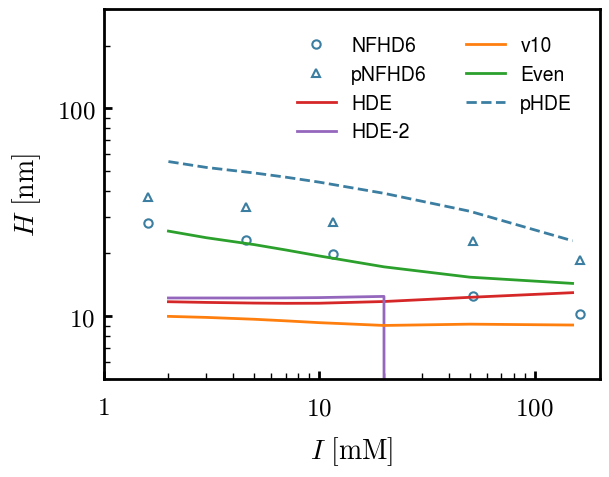 NFHD6
pNFHD6
HDE
HDE-2
v10
Even
pHDE
100
10
H [nm]
1
10
100
I [mM]